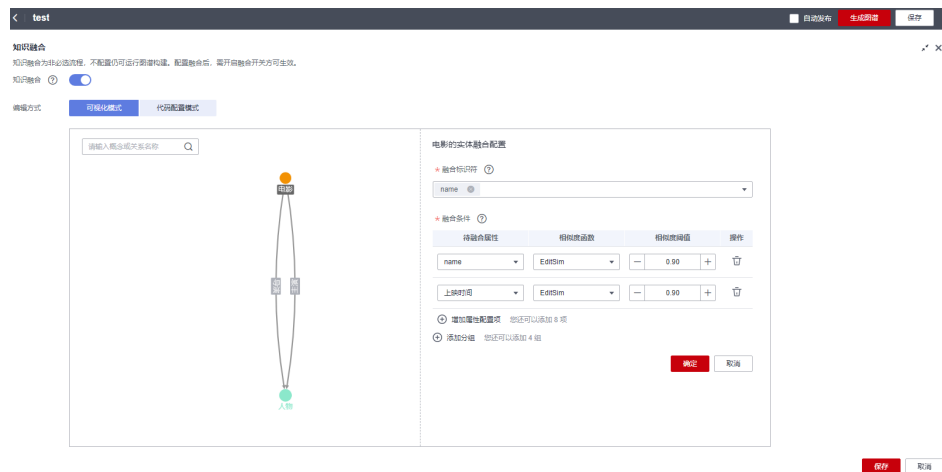 test
自动发布
生成图谱
保存
知识融合
知识融合为非必选流程，不配置仍可运行图谱构建。配置融合后，需开启融合开关方可生效。
知识融合 ?
编辑方式
可视化模式
代码配置模式
请输入概念或关系名称
电影
人物
电影的实体融合配置
* 融合标识符 ?
name
* 融合条件 ?
待融合属性 相似度函数 相似度阈值 操作
name EditSim — 0.90 +
上映时间 EditSim — 0.90 +
增加属性配置项 您还可以添加 8 项
添加分组 您还可以添加 4 组
确定 取消
保存 取消